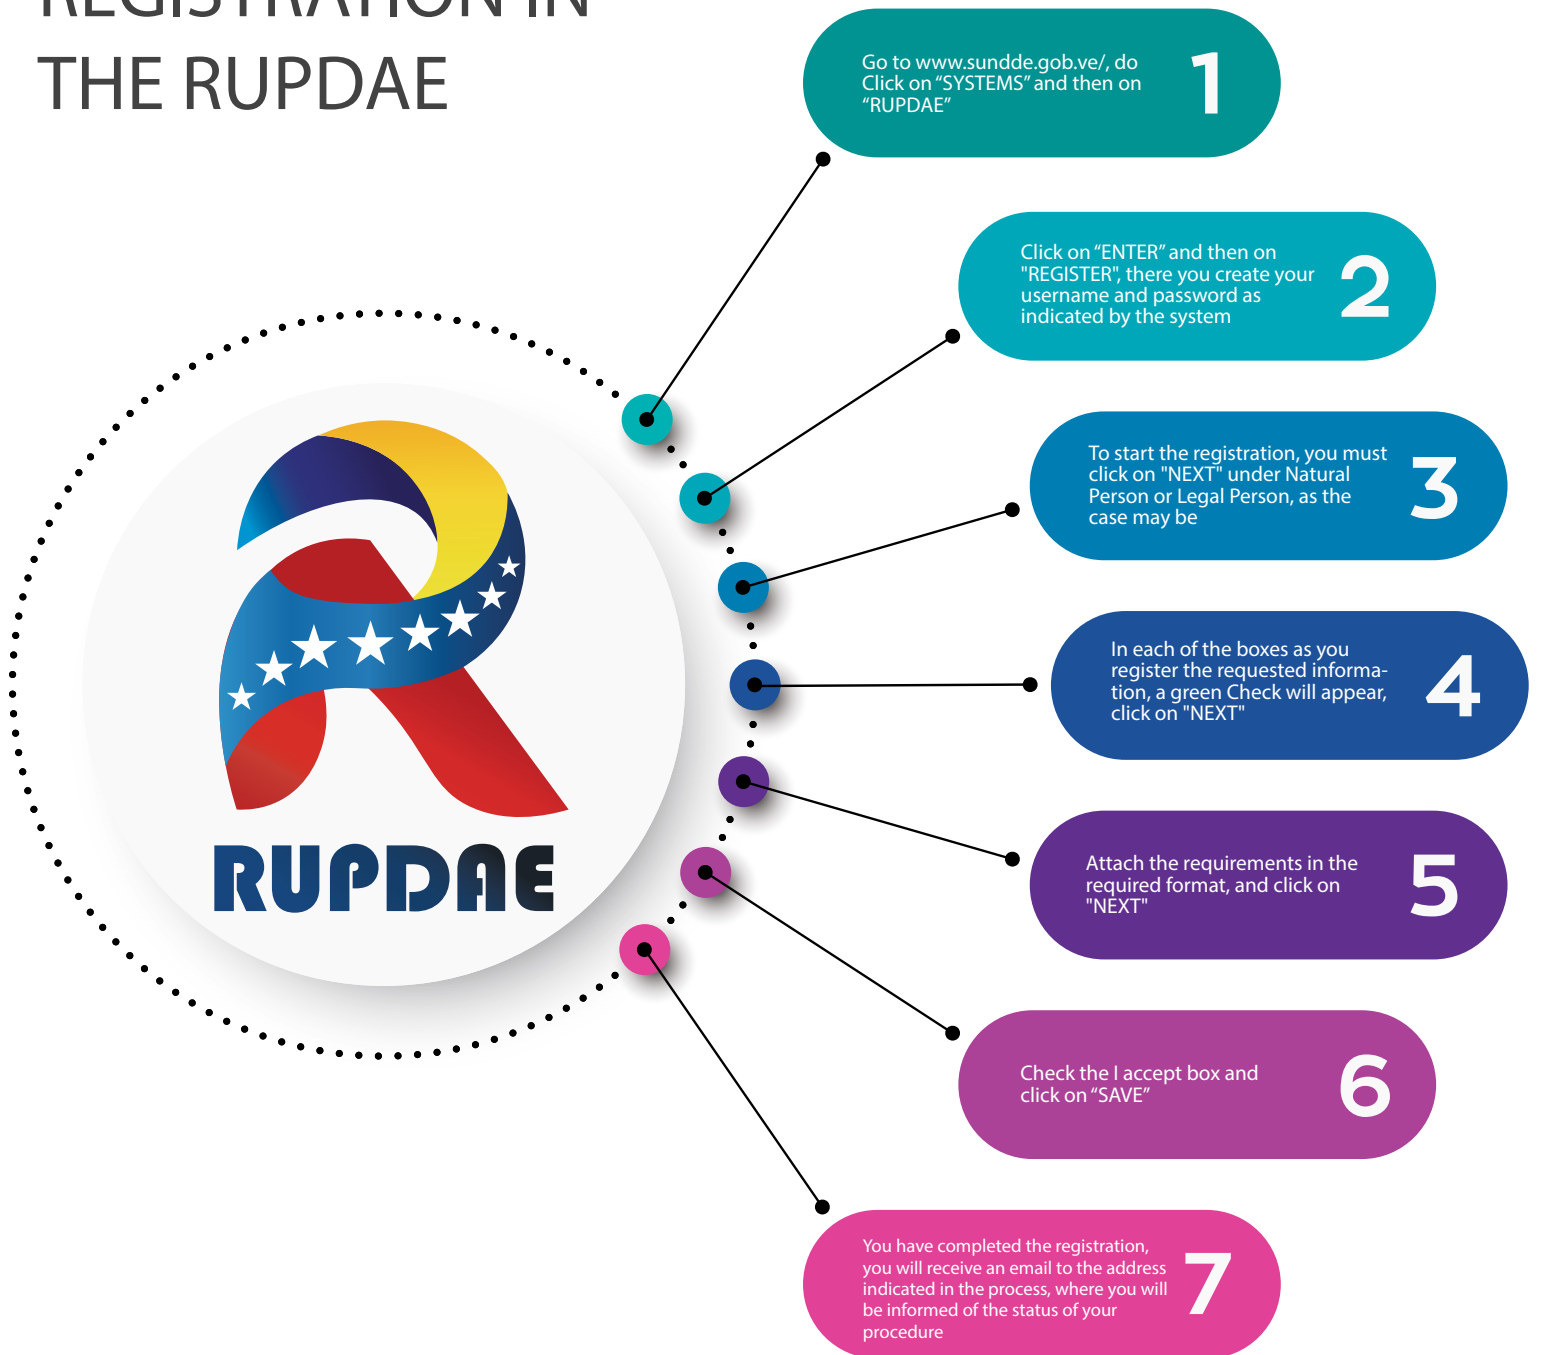 REGISTRATION IN
THE RUPDAE
Go to www.sundde.gob.ve/, do
Click on “SYSTEMS” and then on
“RUPDAE”
1
Click on “ENTER” and then on
"REGISTER", there you create your
username and password as
indicated by the system
2
To start the registration, you must
click on "NEXT" under Natural
Person or Legal Person, as the
case may be
3
In each of the boxes as you
register the requested informa-
tion, a green Check will appear,
click on "NEXT"
4
Attach the requirements in the
required format, and click on
"NEXT"
5
Check the I accept box and
click on “SAVE”
6
You have completed the registration,
you will receive an email to the address
indicated in the process, where you will
be informed of the status of your
procedure
7
RUPDAE